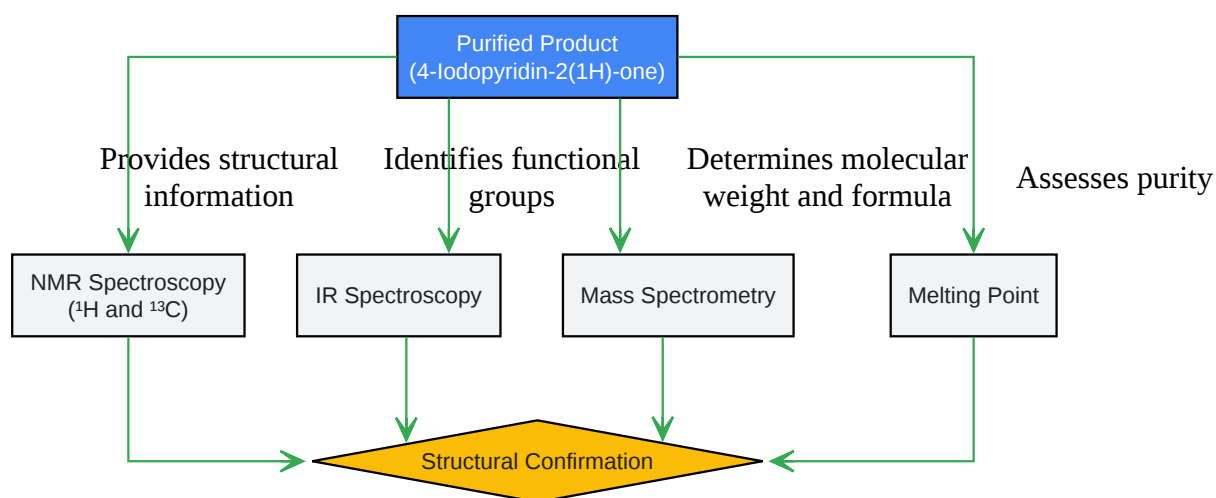 Purified Product
(4-Iodopyridin-2(1H)-one)
Provides structural
information
Identifies functional
groups
Determines molecular
weight and formula
Assesses purity
NMR Spectroscopy
(¹H and ¹³C)
IR Spectroscopy
Mass Spectrometry
Melting Point
Structural Confirmation